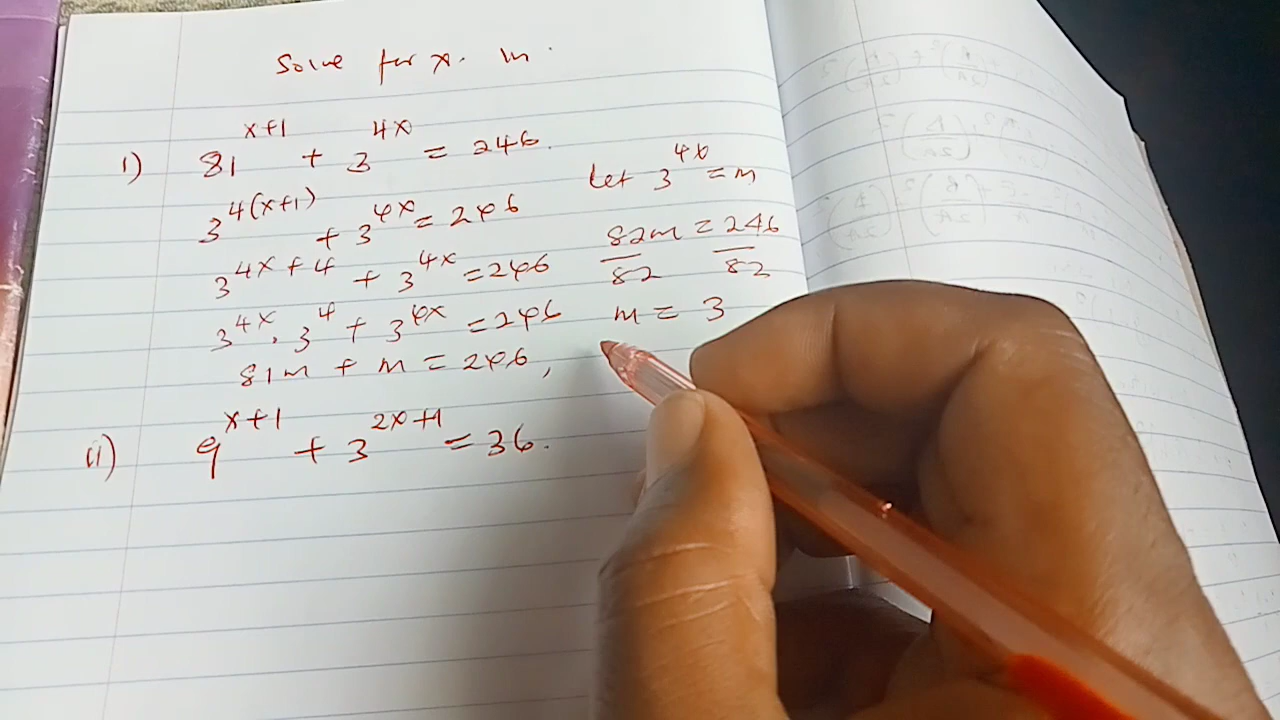 Solve for x. in.
1) 81^{x+1} + 3^{4x} = 246.
3^{4(x+1)} + 3^{4x} = 246
3^{4x+4} + 3^{4x} = 246
3^{4x} . 3^4 + 3^{4x} = 246
81m + m = 246,
Let 3^{4x} = m
82m = 246
82 82
m = 3
(ii) 9^{x+1} + 3^{2x+1} = 36.